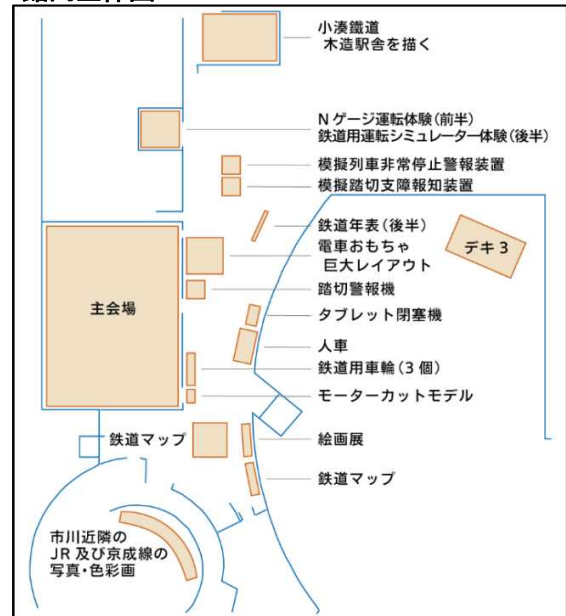 小湊鐵道
木造駅舎を描く
Nゲージ運転体験(前半)
鉄道用運転シミュレーター体験(後半)
模擬列車非常停止警報装置
模擬踏切支障報知装置
鉄道年表(後半)
電車おもちゃ
巨大レイアウト
デキ3
主会場
踏切警報機
タブレット閉塞機
人車
鉄道用車輪(3個)
モーターカットモデル
鉄道マップ
絵画展
鉄道マップ
市川近隣の
JR及び京成線の
写真・色彩画